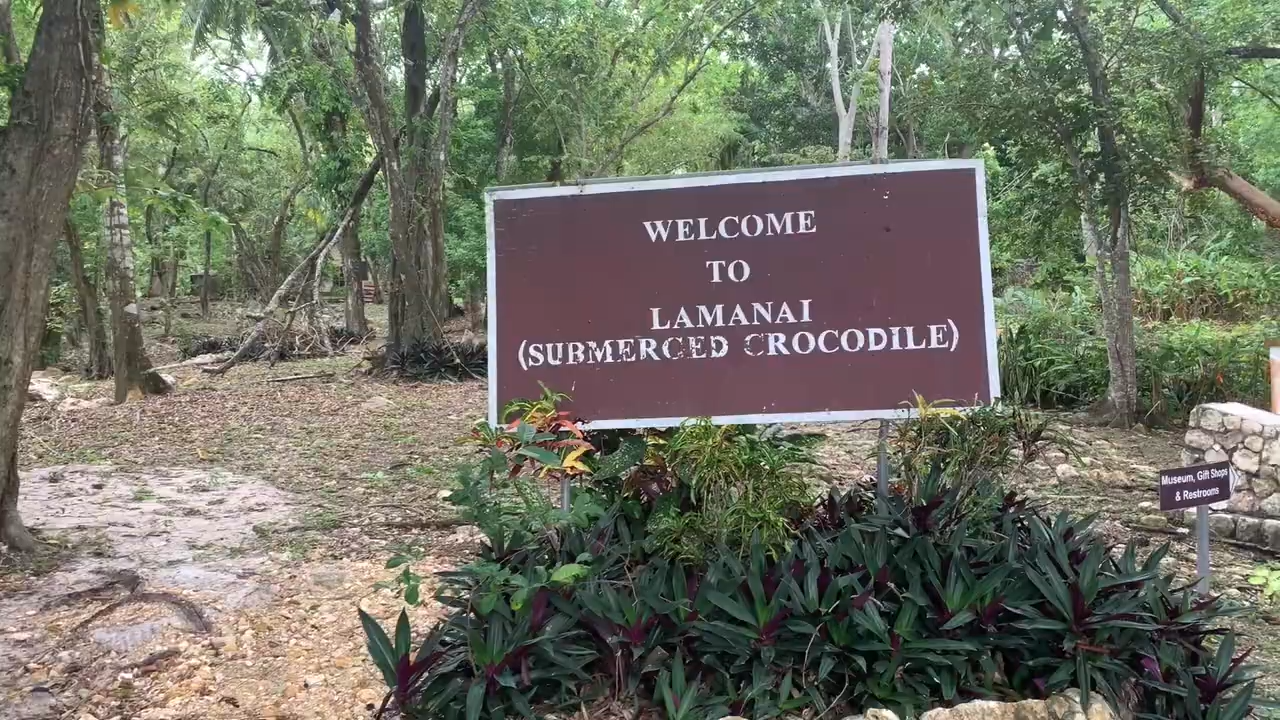 WELCOME
TO
LAMANAI
(SUBMERGED CROCODILE)
Museum, Gift Shops
& Restrooms